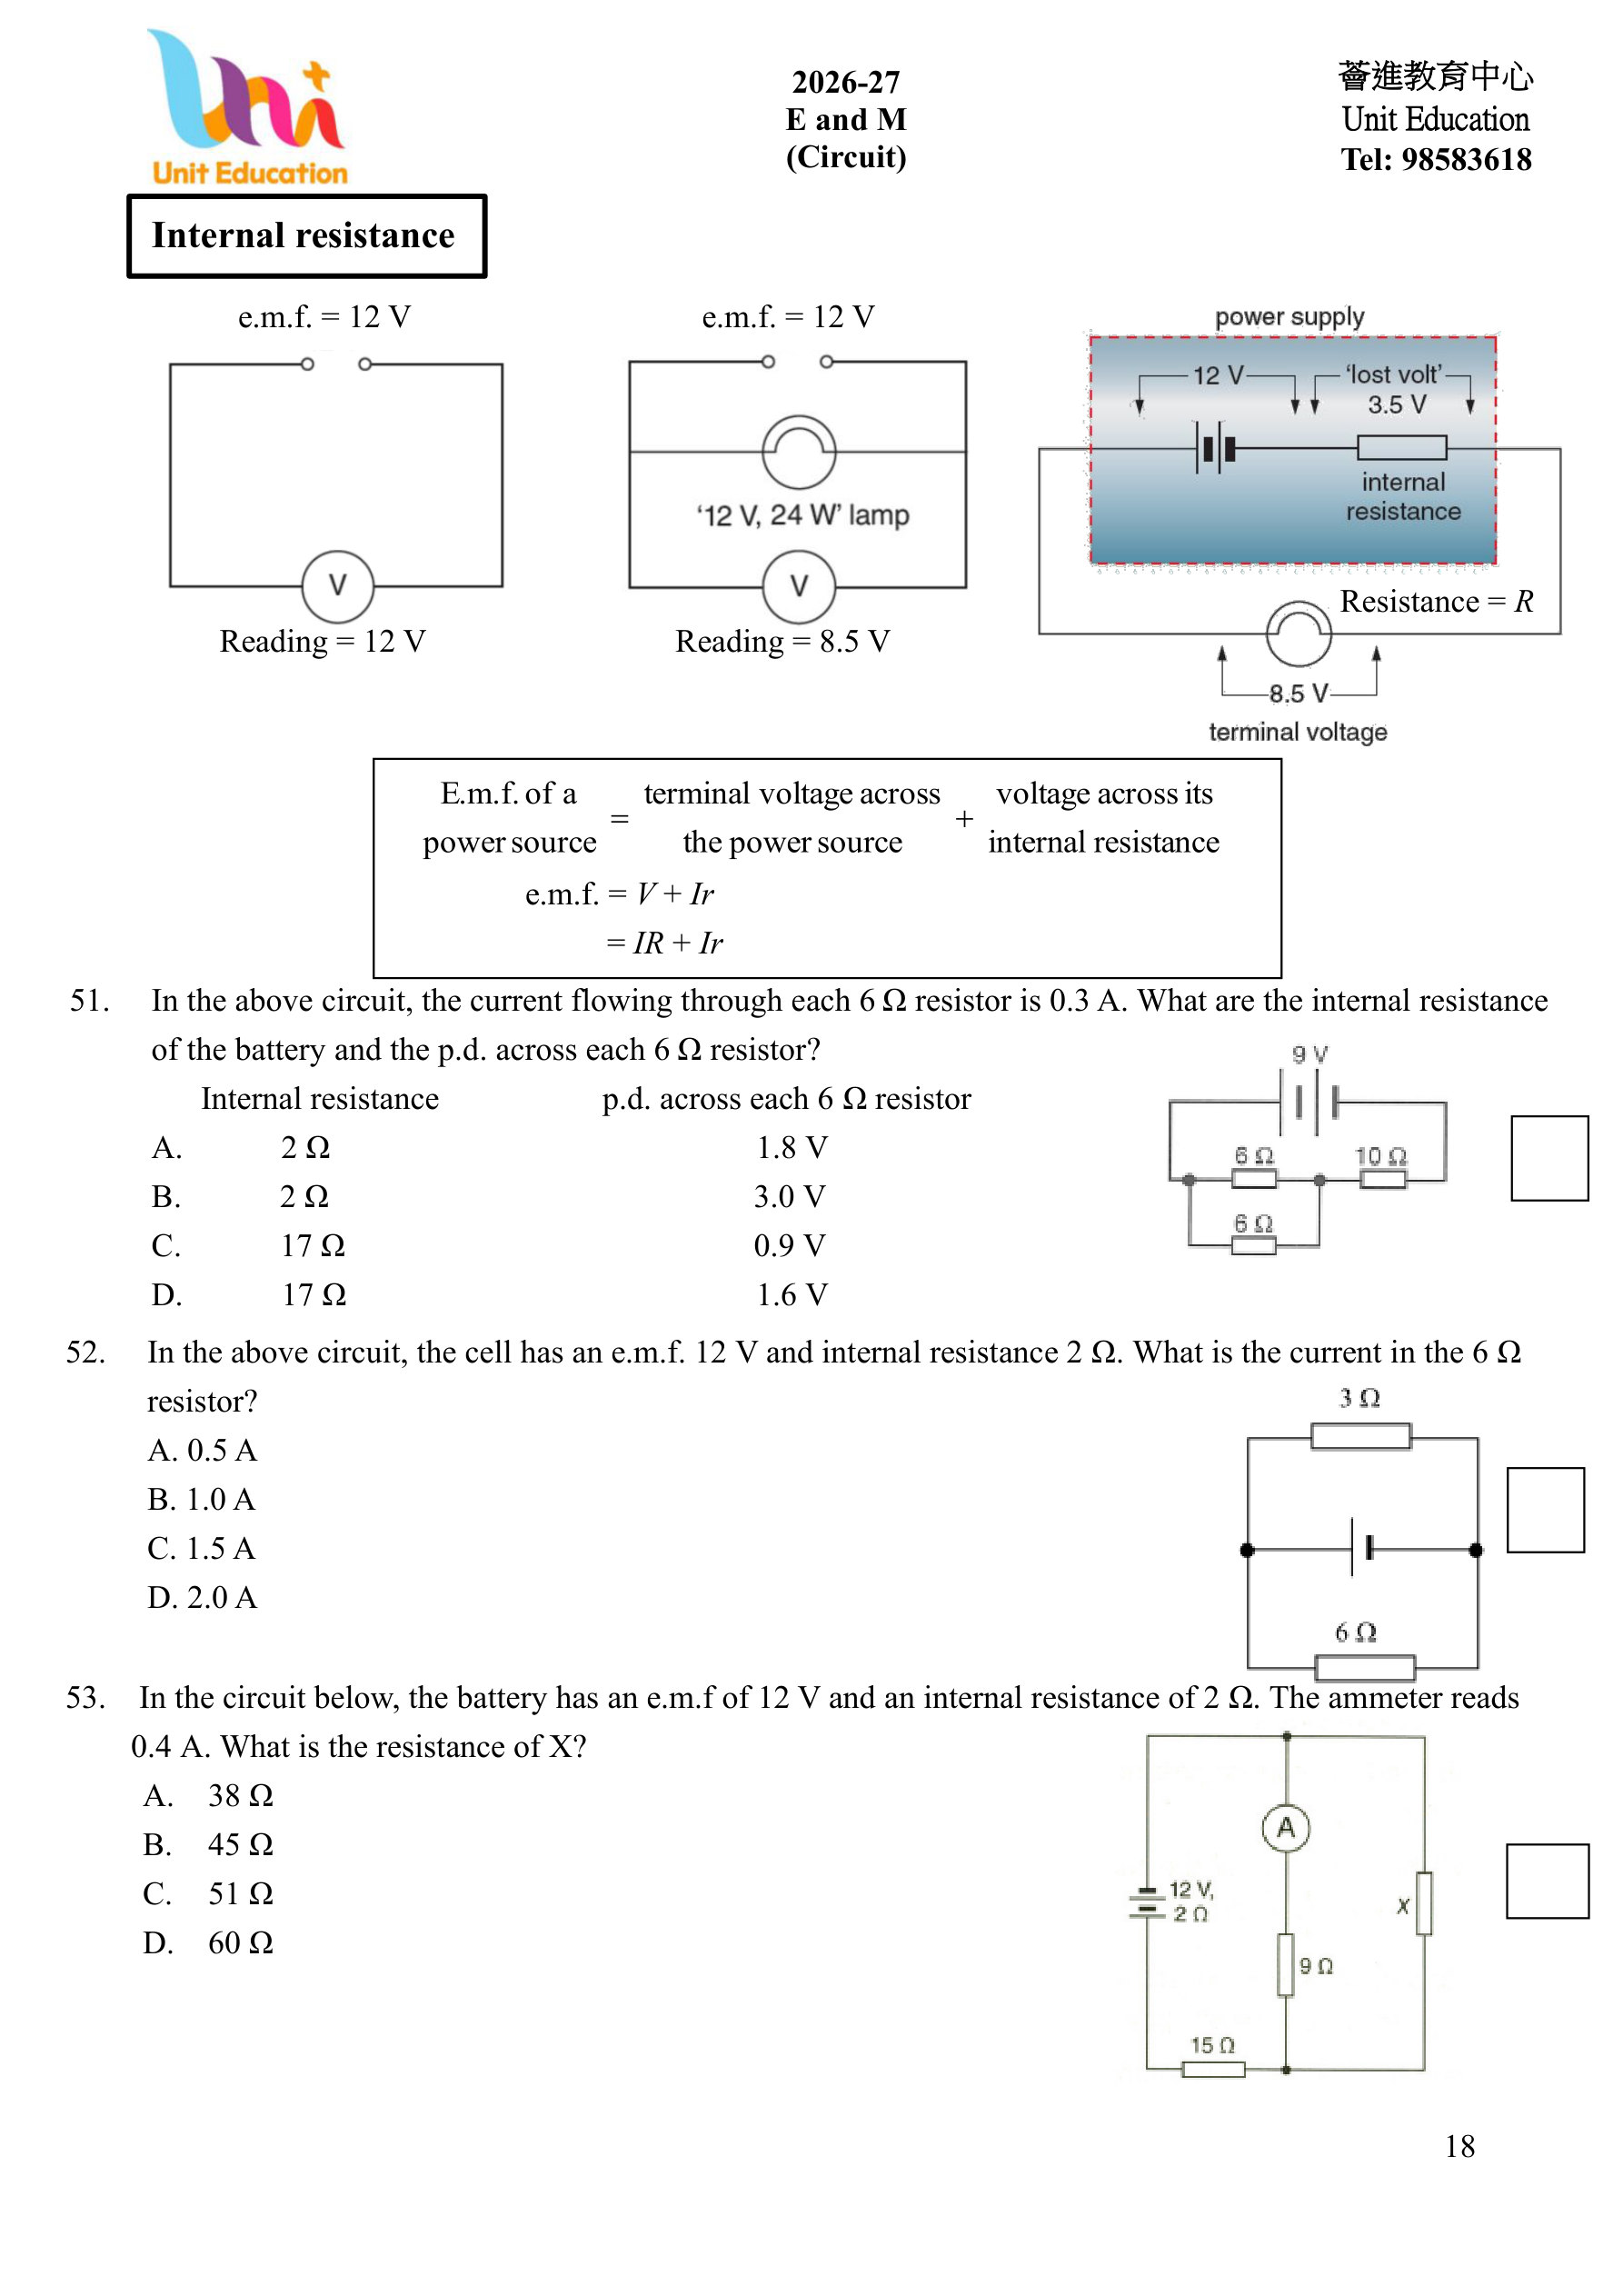 Unit Education
2026-27
E and M
(Circuit)
薈進教育中心
Unit Education
Tel: 98583618
Internal resistance
e.m.f. = 12 V
V
Reading = 12 V
e.m.f. = 12 V
‘12 V, 24 W’ lamp
V
Reading = 8.5 V
power supply
12 V
‘lost volt’
3.5 V
internal
resistance
Resistance = R
8.5 V
terminal voltage
E.m.f. of a power source = terminal voltage across the power source + voltage across its internal resistance
e.m.f. = V + Ir
= IR + Ir
51. In the above circuit, the current flowing through each 6 Ω resistor is 0.3 A. What are the internal resistance
of the battery and the p.d. across each 6 Ω resistor?
Internal resistance p.d. across each 6 Ω resistor
A. 2 Ω 1.8 V
B. 2 Ω 3.0 V
C. 17 Ω 0.9 V
D. 17 Ω 1.6 V
9 V
6 Ω 10 Ω
6 Ω
52. In the above circuit, the cell has an e.m.f. 12 V and internal resistance 2 Ω. What is the current in the 6 Ω
resistor?
A. 0.5 A
B. 1.0 A
C. 1.5 A
D. 2.0 A
3 Ω
6 Ω
53. In the circuit below, the battery has an e.m.f of 12 V and an internal resistance of 2 Ω. The ammeter reads
0.4 A. What is the resistance of X?
A. 38 Ω
B. 45 Ω
C. 51 Ω
D. 60 Ω
A
12 V,
2 Ω
X
9 Ω
15 Ω
18